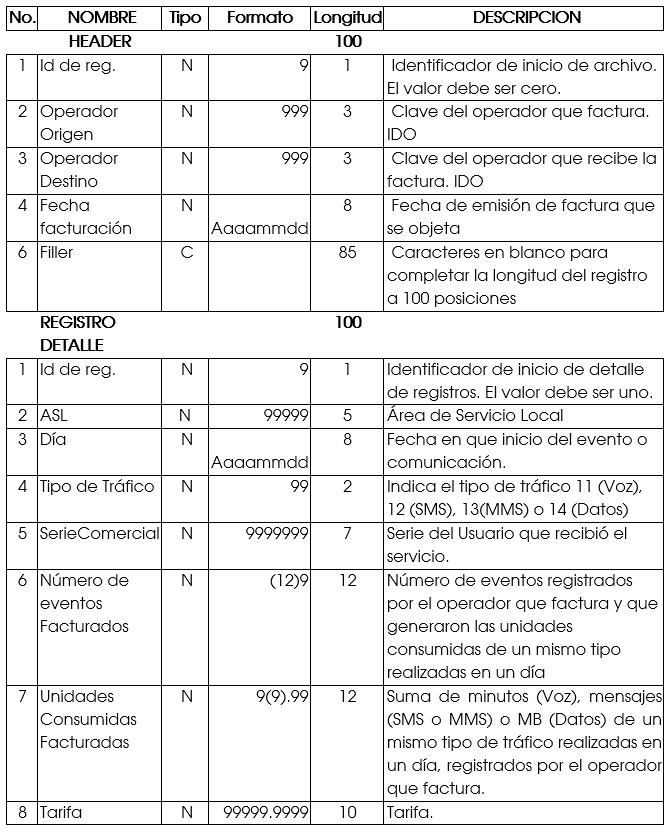 No. NOMBRE Tipo Formato Longitud DESCRIPCION
HEADER 100
1 Id de reg. N 9 1 Identificador de inicio de archivo.
El valor debe ser cero.
2 Operador N 999 3 Clave del operador que factura.
Origen IDO
3 Operador N 999 3 Clave del operador que recibe la
Destino factura. IDO
4 Fecha N 8 Fecha de emisión de factura que
facturación Aaaammdd se objeta
6 Filler C 85 Caracteres en blanco para
completar la longitud del registro
a 100 posiciones
REGISTRO 100
DETALLE
1 Id de reg. N 9 1 Identificador de inicio de detalle
de registros. El valor debe ser uno.
2 ASL N 99999 5 Área de Servicio Local
3 Día N 8 Fecha en que inicio del evento o
Aaaammdd comunicación.
4 Tipo de Tráfico N 99 2 Indica el tipo de tráfico 11 (Voz),
12 (SMS), 13(MMS) o 14 (Datos)
5 SerieComercial N 9999999 7 Serie del Usuario que recibió el
servicio.
6 Número de N (12)9 12 Número de eventos registrados
eventos por el operador que factura y que
Facturados generaron las unidades
consumidas de un mismo tipo
realizadas en un día
7 Unidades N 9(9).99 12 Suma de minutos (Voz), mensajes
Consumidas (SMS o MMS) o MB (Datos) de un
Facturadas mismo tipo de tráfico realizadas en
un día, registrados por el operador
que factura.
8 Tarifa N 99999.9999 10 Tarifa.